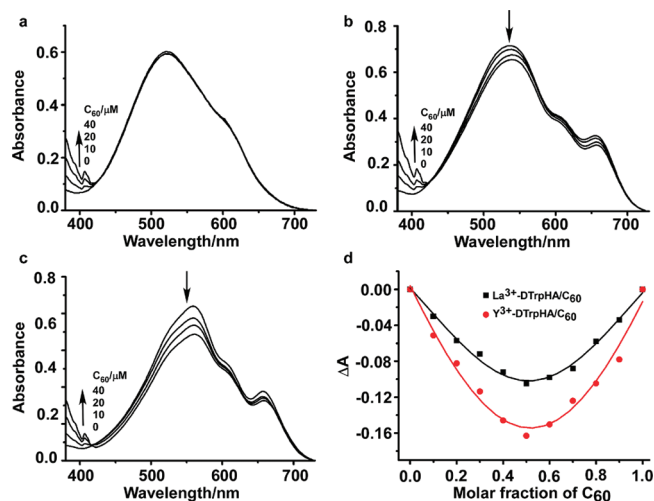 a
Absorbance
0.6
0.4
0.2
0.0
C60/μM
40
20
10
0
400 500 600 700
Wavelength/nm
b
Absorbance
0.8
0.6
0.4
0.2
0.0
C60/μM
40
20
10
0
400 500 600 700
Wavelength/nm
c
Absorbance
0.8
0.6
0.4
0.2
0.0
C60/μM
40
20
10
0
400 500 600 700
Wavelength/nm
d
ΔA
0.00
-0.04
-0.08
-0.12
-0.16
La3+-DTrpHA/C60
Y3+-DTrpHA/C60
0.0 0.2 0.4 0.6 0.8 1.0
Molar fraction of C60